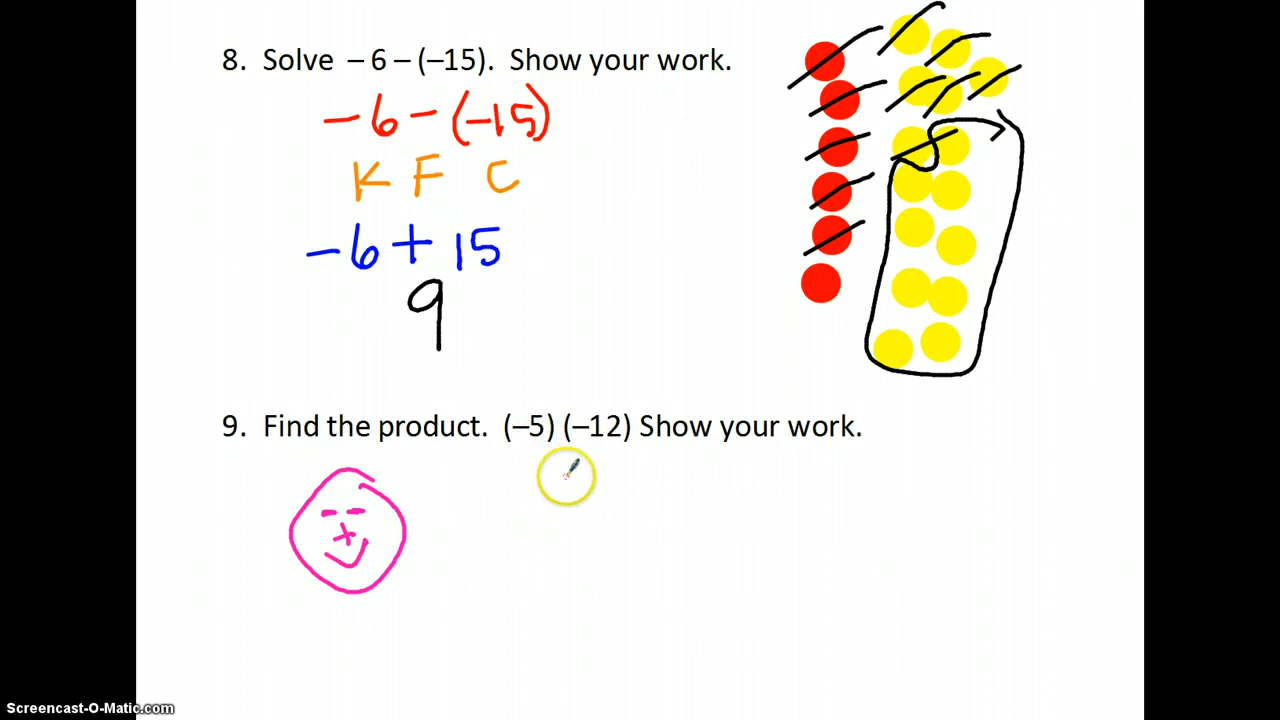 8. Solve – 6 – (–15). Show your work.
-6-(-15)
K F C
-6+15
9
9. Find the product. (–5) (–12) Show your work.
- -
+
Screencast-O-Matic.com